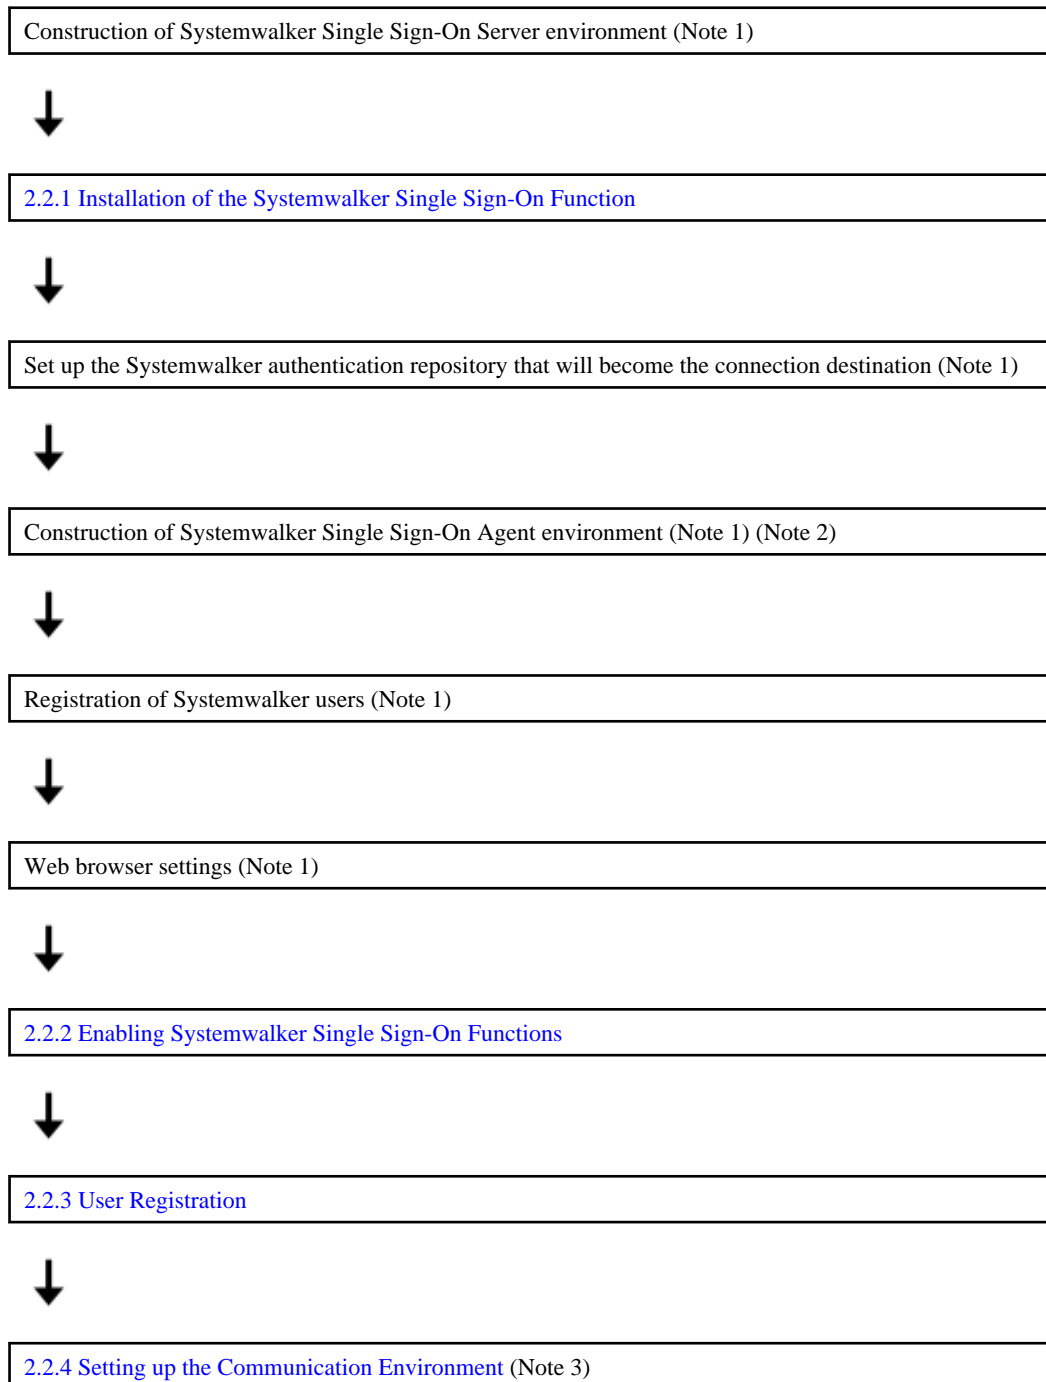 Construction of Systemwalker Single Sign-On Server environment (Note 1)
2.2.1 Installation of the Systemwalker Single Sign-On Function
Set up the Systemwalker authentication repository that will become the connection destination (Note 1)
Construction of Systemwalker Single Sign-On Agent environment (Note 1) (Note 2)
Registration of Systemwalker users (Note 1)
Web browser settings (Note 1)
2.2.2 Enabling Systemwalker Single Sign-On Functions
2.2.3 User Registration
2.2.4 Setting up the Communication Environment (Note 3)